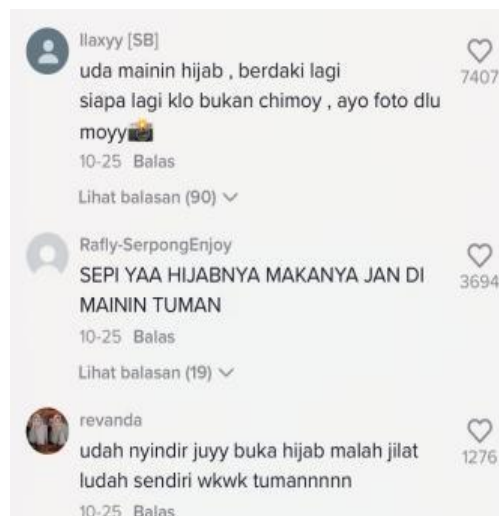 llaxyy [SB]
uda mainin hijab , berdaki lagi
siapa lagi klo bukan chimoy , ayo foto dlu
moyy📸
7407
10-25 Balas
Lihat balasan (90)
Rafly-SerpongEnjoy
SEPI YAA HIJABNYA MAKANYA JAN DI
MAININ TUMAN
3694
10-25 Balas
Lihat balasan (19)
revanda
udah nyindir juyy buka hijab malah jilat
ludah sendiri wkwk tumannnnn
1276
10-25 Balas